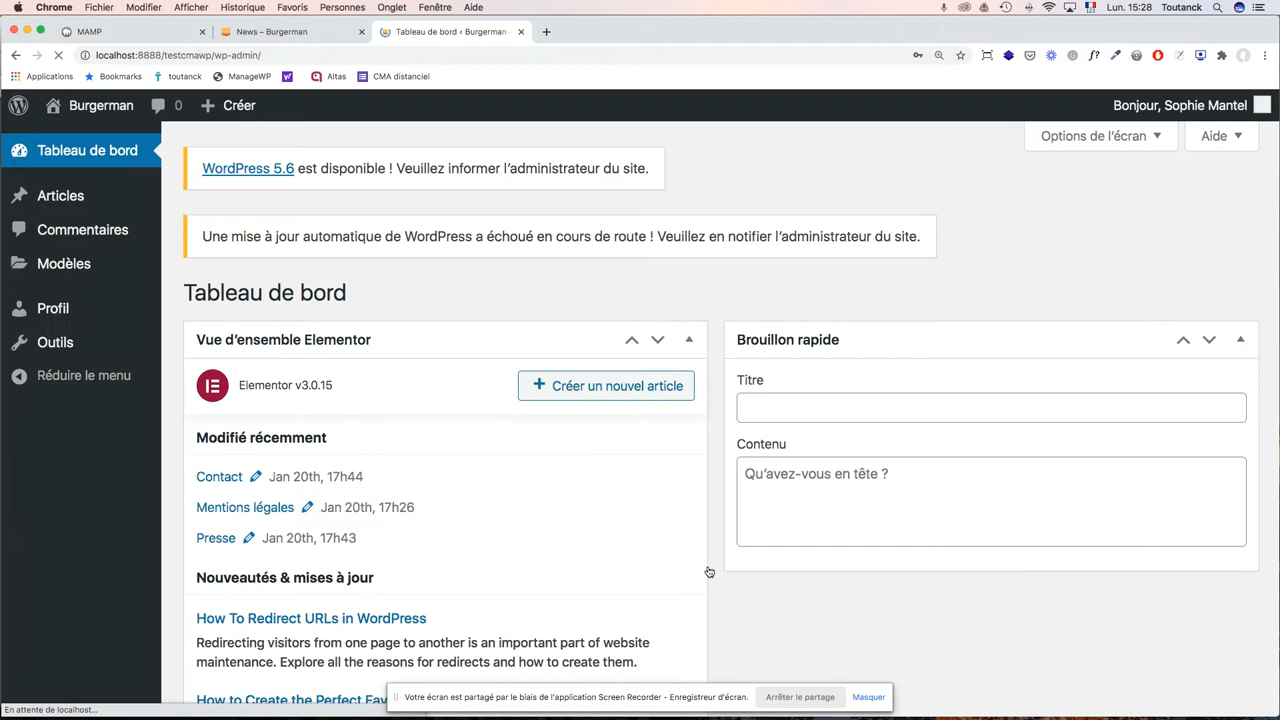 Chrome Fichier Modifier Afficher Historique Favoris Personnes Onglet Fenêtre Aide Lun. 15:28 Toutanck
MAMP
News – Burgerman
Tableau de bord ‹ Burgerman
localhost:8888/testcmawp/wp-admin/
Applications Bookmarks toutanck ManageWP Altas CMA distanciel
Burgerman 0 Créer Bonjour, Sophie Mantel
Options de l'écran Aide
Tableau de bord
Articles
Commentaires
Modèles
Profil
Outils
Réduire le menu
WordPress 5.6 est disponible ! Veuillez informer l'administrateur du site.
Une mise à jour automatique de WordPress a échoué en cours de route ! Veuillez en notifier l'administrateur du site.
Tableau de bord
Vue d'ensemble Elementor
Elementor v3.0.15
+ Créer un nouvel article
Modifié récemment
Contact Jan 20th, 17h44
Mentions légales Jan 20th, 17h26
Presse Jan 20th, 17h43
Nouveautés & mises à jour
How To Redirect URLs in WordPress
Redirecting visitors from one page to another is an important part of website
maintenance. Explore all the reasons for redirects and how to create them.
How to Create the Perfect Fav
Brouillon rapide
Titre
Contenu
Qu'avez-vous en tête ?
Votre écran est partagé par le biais de l'application Screen Recorder - Enregistreur d'écran. Arrêter le partage Masquer
En attente de localhost...